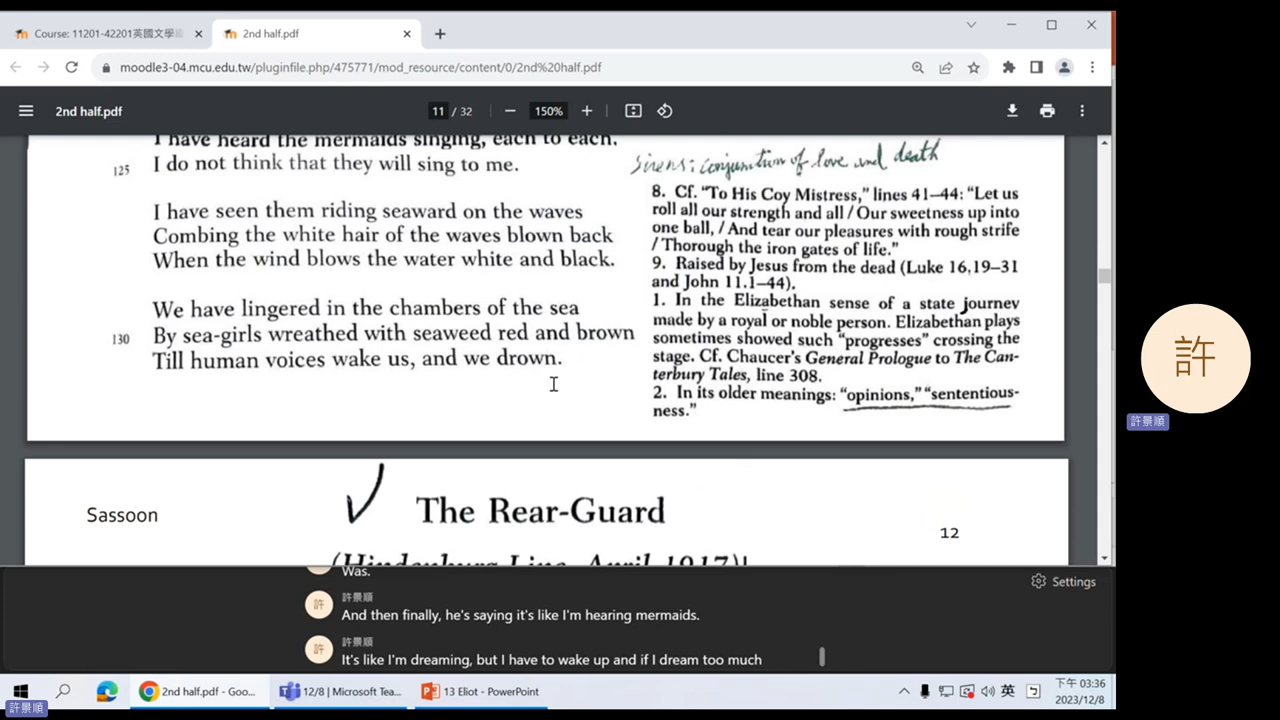 Course: 11201-42201英國文學
2nd half.pdf
moodle3-04.mcu.edu.tw/pluginfile.php/475771/mod_resource/content/0/2nd%20half.pdf
2nd half.pdf
11 / 32
150%
I have heard the mermaids singing, each to each.
125 I do not think that they will sing to me.
I have seen them riding seaward on the waves
Combing the white hair of the waves blown back
When the wind blows the water white and black.
We have lingered in the chambers of the sea
130 By sea-girls wreathed with seaweed red and brown
Till human voices wake us, and we drown.
Sirens: conjunction of love and death
8. Cf. "To His Coy Mistress," lines 41–44: "Let us
roll all our strength and all / Our sweetness up into
one ball, / And tear our pleasures with rough strife
/ Thorough the iron gates of life."
9. Raised by Jesus from the dead (Luke 16.19–31
and John 11.1–44).
1. In the Elizabethan sense of a state journey
made by a royal or noble person. Elizabethan plays
sometimes showed such "progresses" crossing the
stage. Cf. Chaucer's General Prologue to The Can-
terbury Tales, line 308.
2. In its older meanings: "opinions," "sententious-
ness."
Sassoon
The Rear-Guard
12
(Hindenburg Line, April 1917)1
Was.
許景順
And then finally, he's saying it's like I'm hearing mermaids.
許景順
It's like I'm dreaming, but I have to wake up and if I dream too much
許
許
Settings
許
許景順
2nd half.pdf - Goo...
12/8 | Microsoft Tea...
13 Eliot - PowerPoint
英
下午 03:36
2023/12/8
許景順